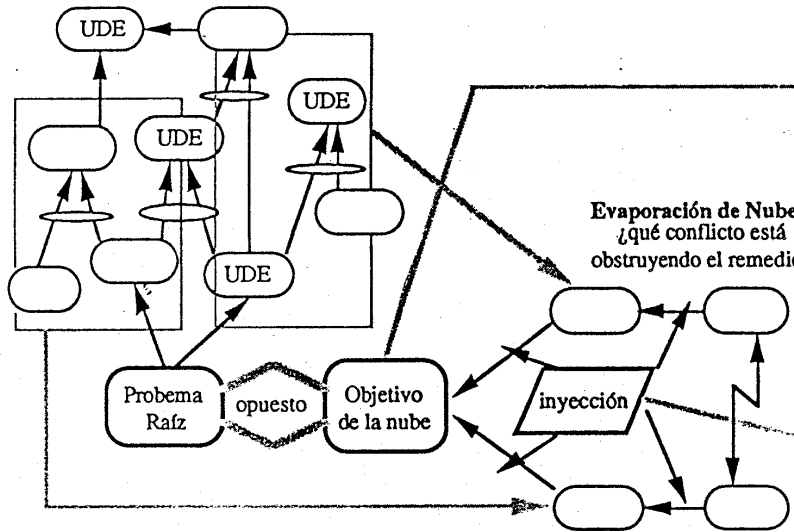 UDE
UDE
UDE
UDE
Evaporación de Nube
¿qué conflicto está
obstruyendo el remedio
Probema
Raíz
opuesto
Objetivo
de la nube
inyección